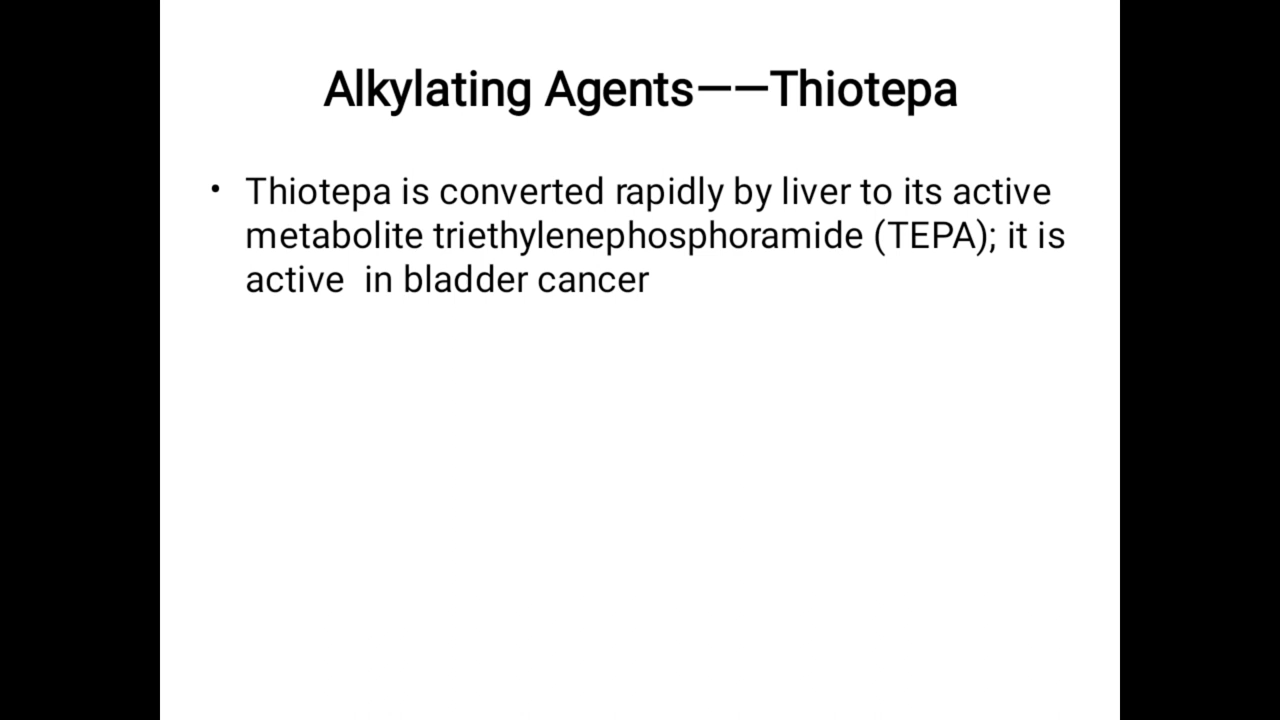 Alkylating Agents——Thiotepa
• Thiotepa is converted rapidly by liver to its active
metabolite triethylenephosphoramide (TEPA); it is
active  in bladder cancer